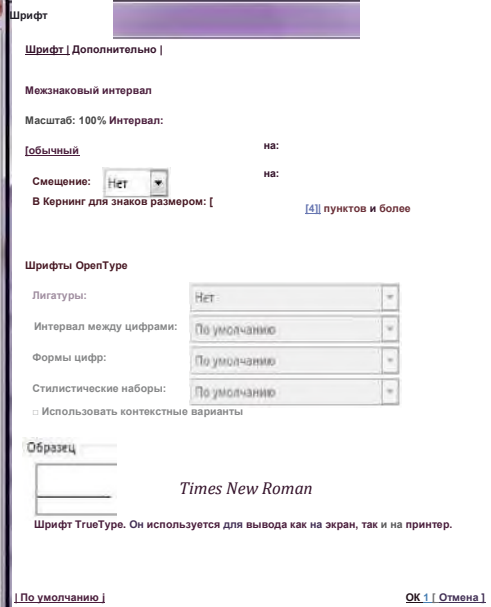 Шрифт
Шрифт | Дополнительно |
Межзнаковый интервал
Масштаб: 100% Интервал:
[обычный на:
Смещение: Нет на:
В Кернинг для знаков размером: [ [4]| пунктов и более
Шрифты OpenType
Лигатуры: Нет
Интервал между цифрами: По умолчанию
Формы цифр: По умолчанию
Стилистические наборы: По умолчанию
□ Использовать контекстные варианты
Образец
Times New Roman
Шрифт TrueType. Он используется для вывода как на экран, так и на принтер.
| По умолчанию j ОК 1 [ Отмена ]